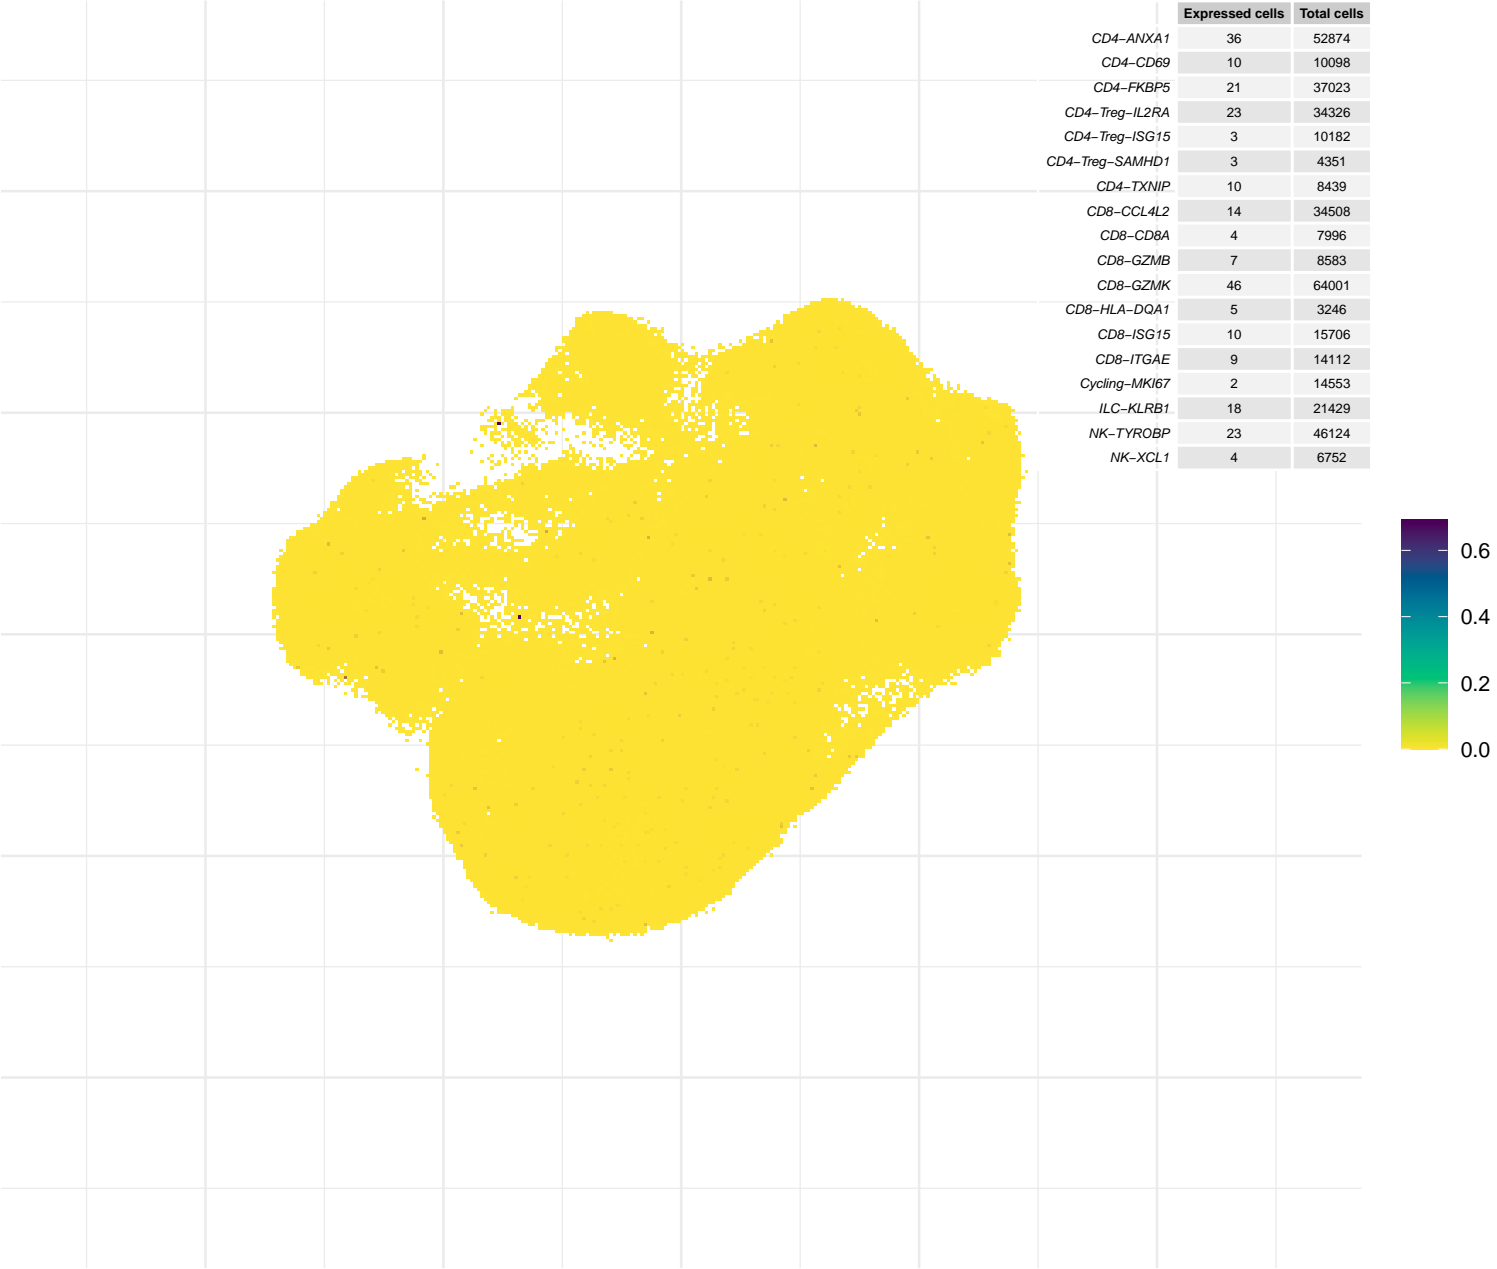 Expressed cells Total cells
CD4−ANXA1 36 52874
CD4−CD69 10 10098
CD4−FKBP5 21 37023
CD4−Treg−IL2RA 23 34326
CD4−Treg−ISG15 3 10182
CD4−Treg−SAMHD1 3 4351
CD4−TXNIP 10 8439
CD8−CCL4L2 14 34508
CD8−CD8A 4 7996
CD8−GZMB 7 8583
CD8−GZMK 46 64001
CD8−HLA−DQA1 5 3246
CD8−ISG15 10 15706
CD8−ITGAE 9 14112
Cycling−MKI67 2 14553
ILC−KLRB1 18 21429
NK−TYROBP 23 46124
NK−XCL1 4 6752
0.6
0.4
0.2
0.0